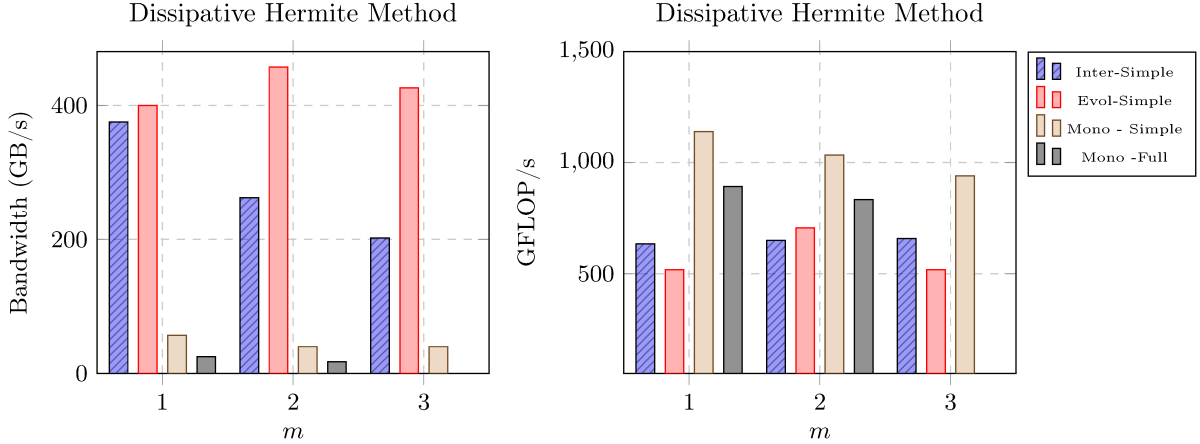 Dissipative Hermite Method
Bandwidth (GB/s)
400
200
0
1 2 3
m
Dissipative Hermite Method
GFLOP/s
1,500
1,000
500
1 2 3
m
Inter-Simple
Evol-Simple
Mono - Simple
Mono -Full